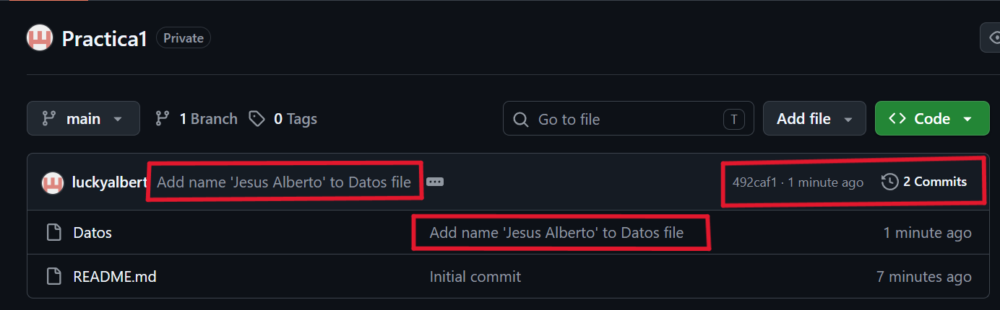 Practica1 Private
main 1 Branch 0 Tags Go to file T Add file Code
luckyalbert Add name 'Jesus Alberto' to Datos file 492caf1 · 1 minute ago 2 Commits
Datos Add name 'Jesus Alberto' to Datos file 1 minute ago
README.md Initial commit 7 minutes ago